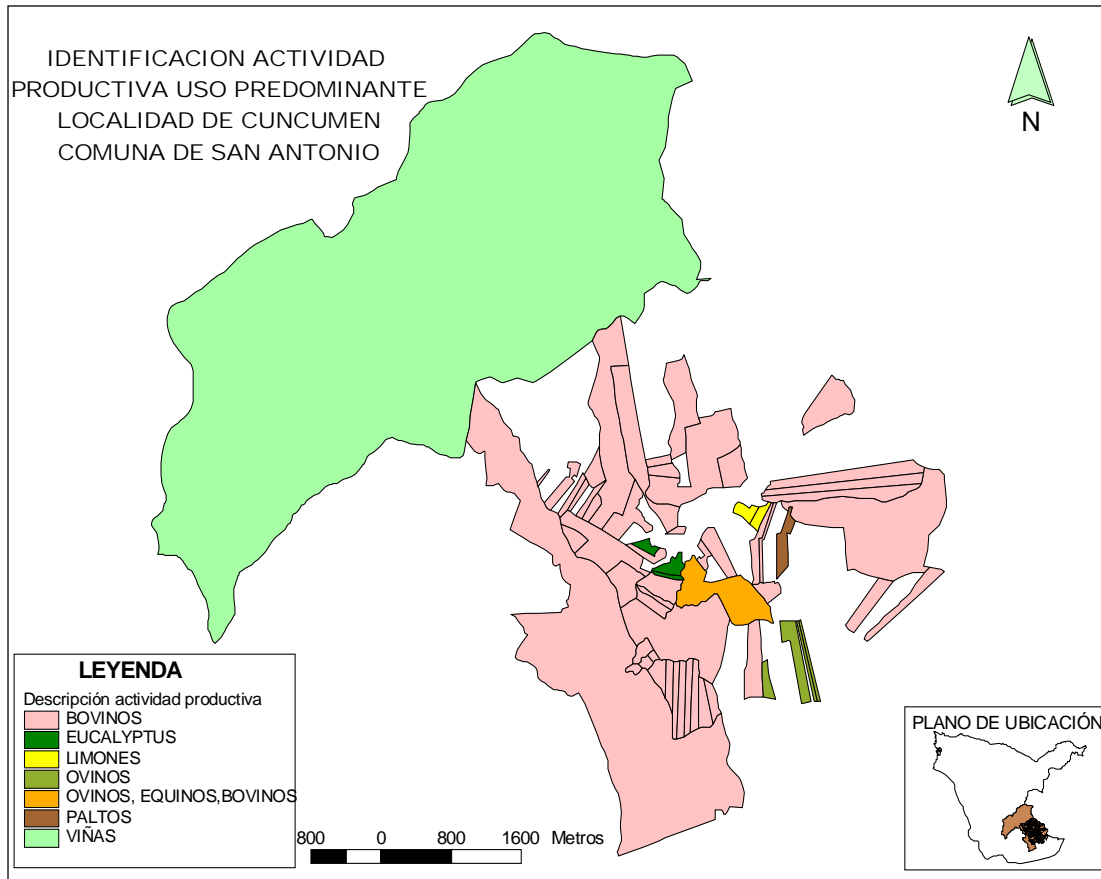 IDENTIFICACION ACTIVIDAD
PRODUCTIVA USO PREDOMINANTE
LOCALIDAD DE CUNCUMEN
COMUNA DE SAN ANTONIO
N
LEYENDA
Descripción actividad productiva
BOVINOS
EUCALYPTUS
LIMONES
OVINOS
OVINOS, EQUINOS,BOVINOS
PALTOS
VIÑAS
800 0 800 1600 Metros
PLANO DE UBICACIÓN